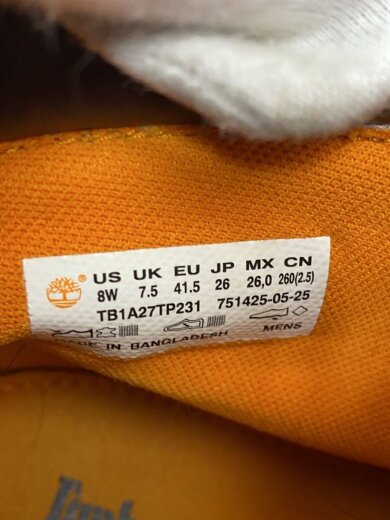 US UK EU JP MX CN
8W 7.5 41.5 26 26,0 260(2.5)
TB1A27TP231 751425-05-25
MENS
IN BANGLADESH